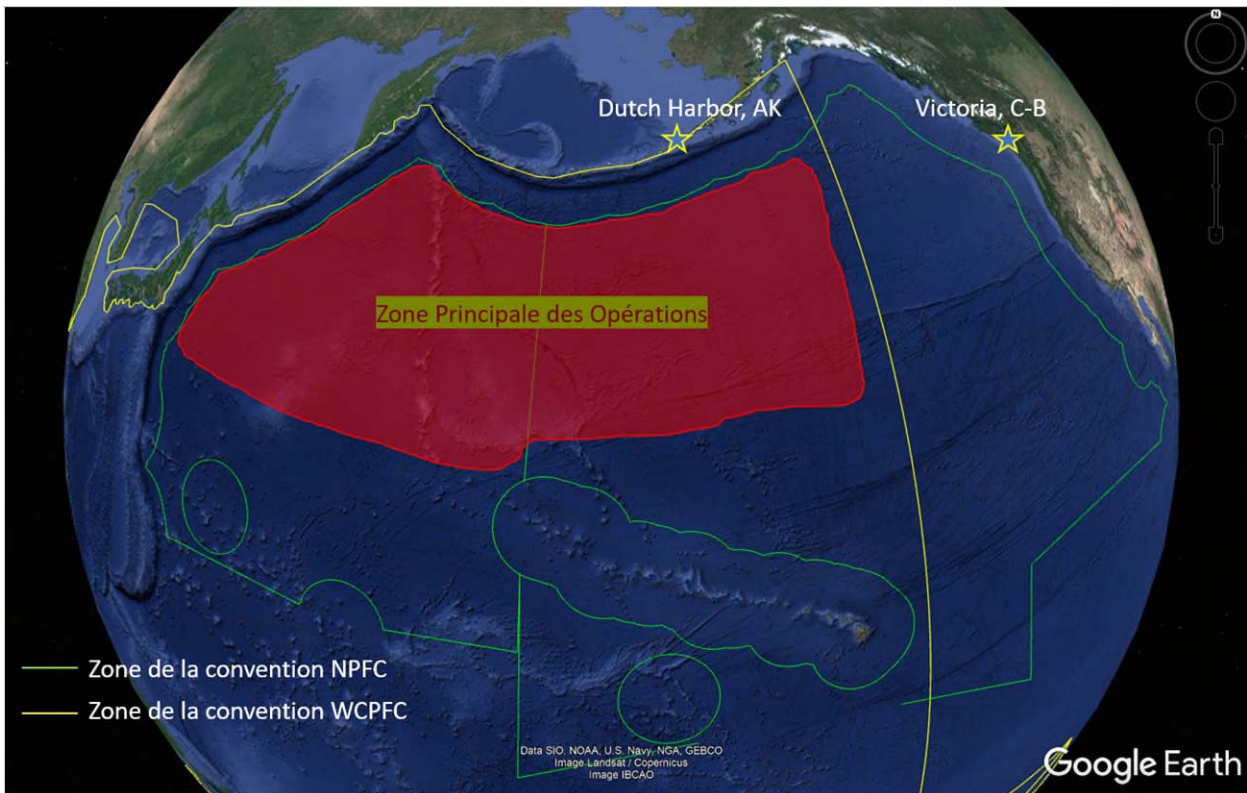 N
Dutch Harbor, AK
Victoria, C-B
Zone Principale des Opérations
Zone de la convention NPFC
Zone de la convention WCPFC
Data SIO, NOAA, U.S. Navy, NGA, GEBCO
Image Landsat / Copernicus
Image IBCAO
Google Earth